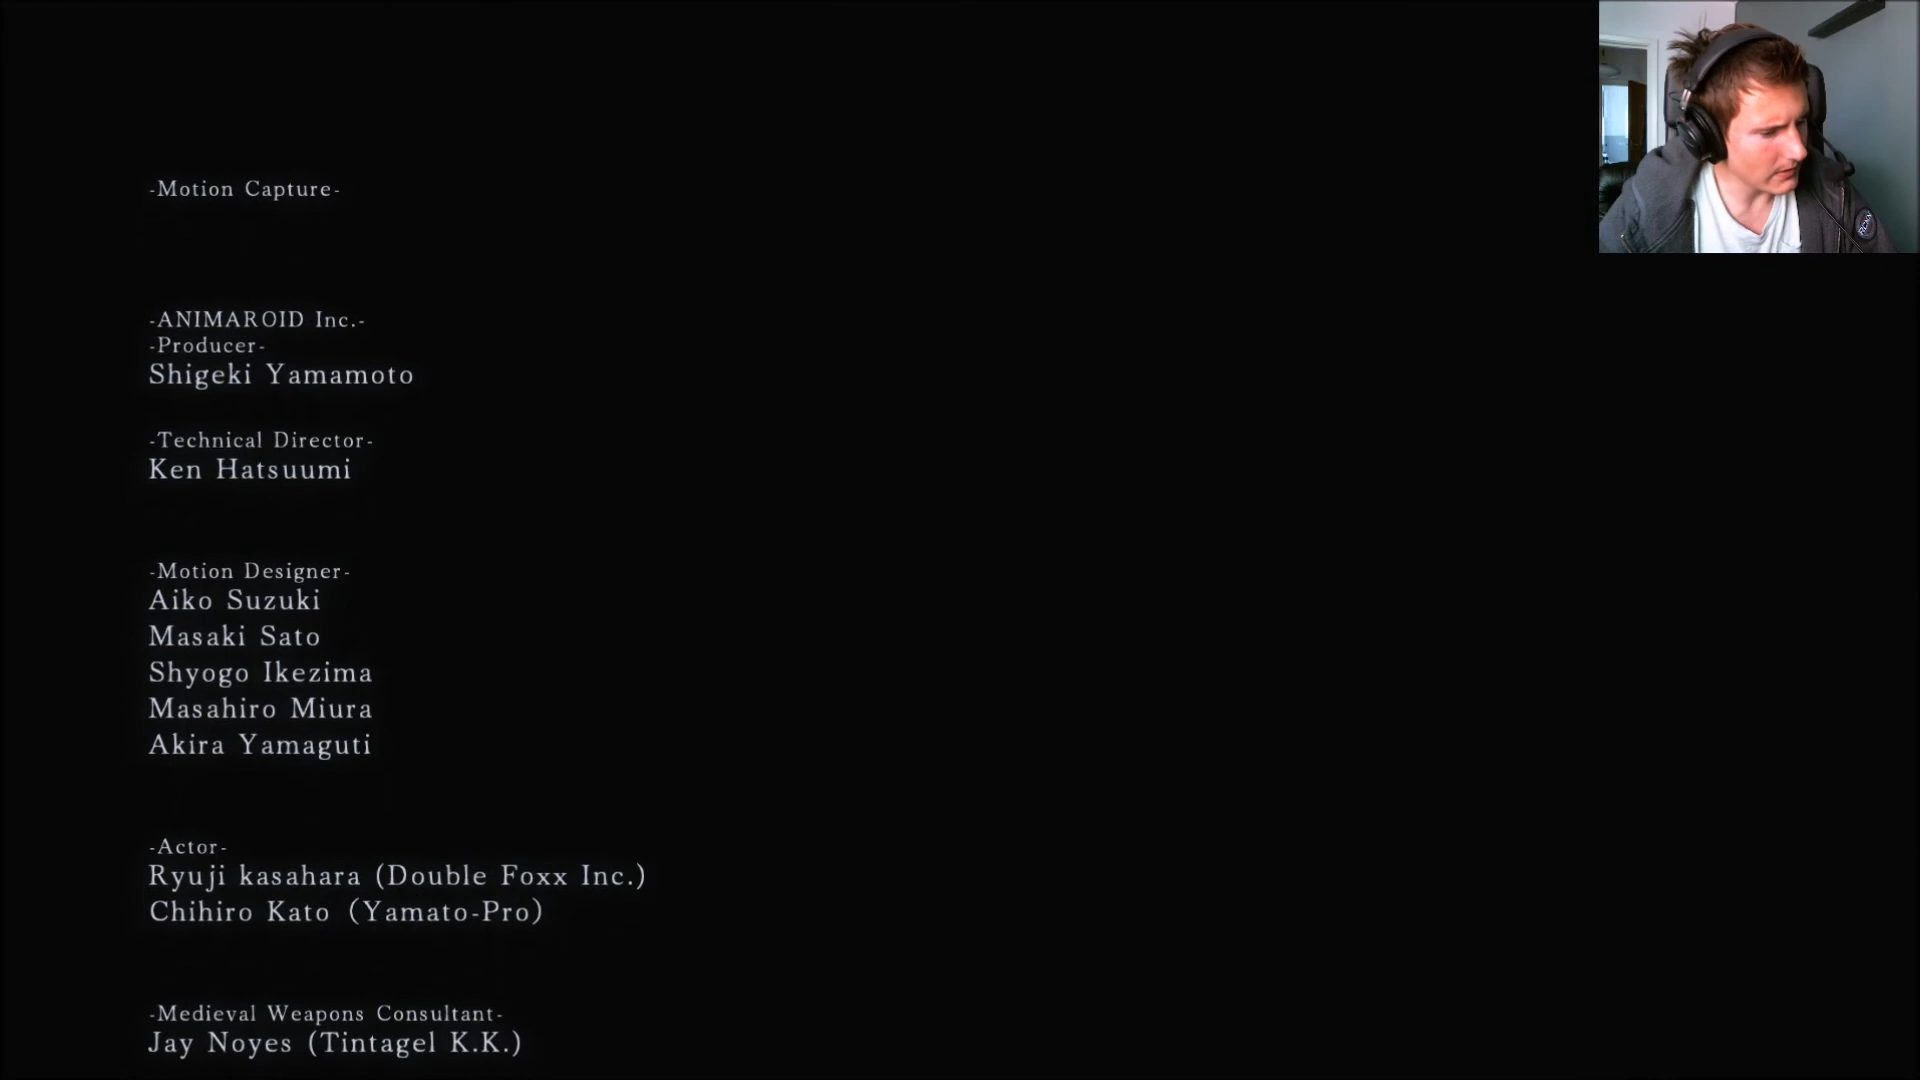 -Motion Capture-
-ANIMAROID Inc.-
-Producer-
Shigeki Yamamoto
-Technical Director-
Ken Hatsuumi
-Motion Designer-
Aiko Suzuki
Masaki Sato
Shyogo Ikezima
Masahiro Miura
Akira Yamaguti
-Actor-
Ryuji kasahara (Double Foxx Inc.)
Chihiro Kato (Yamato-Pro)
-Medieval Weapons Consultant-
Jay Noyes (Tintagel K.K.)